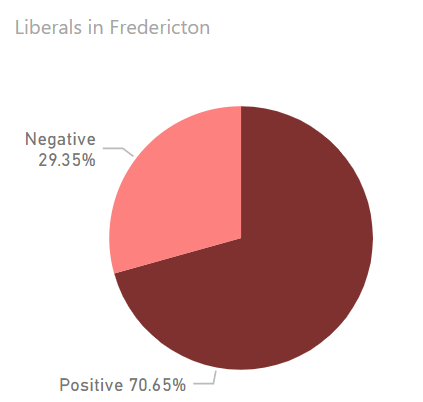 Liberals in Fredericton
Negative
29.35%
Positive 70.65%